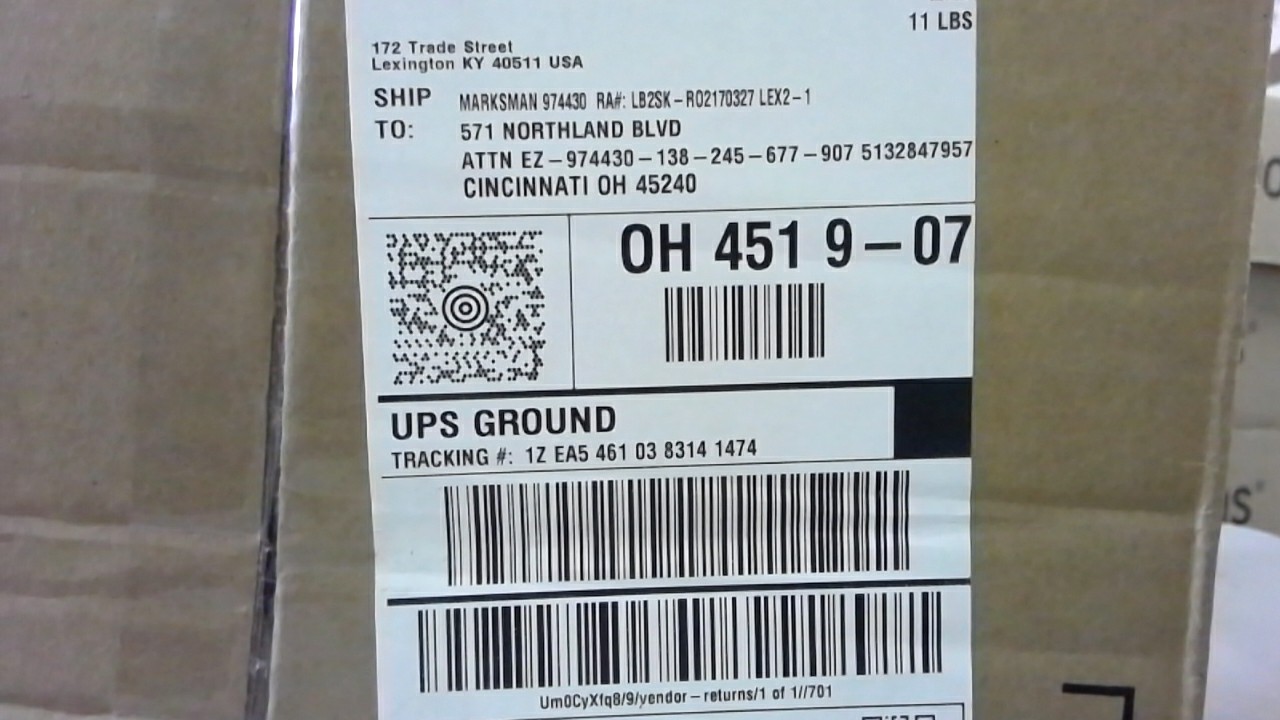 11 LBS
172 Trade Street
Lexington KY 40511 USA
SHIP TO:
MARKSMAN 974430 RA#: LB2SK-RO2170327 LEX2-1
571 NORTHLAND BLVD
ATTN EZ-974430-138-245-677-907 5132847957
CINCINNATI OH 45240
OH 451 9-07
UPS GROUND
TRACKING #: 1Z EA5 461 03 8314 1474
Um0CyXfq8/9/vendor-returns/1 of 1//701